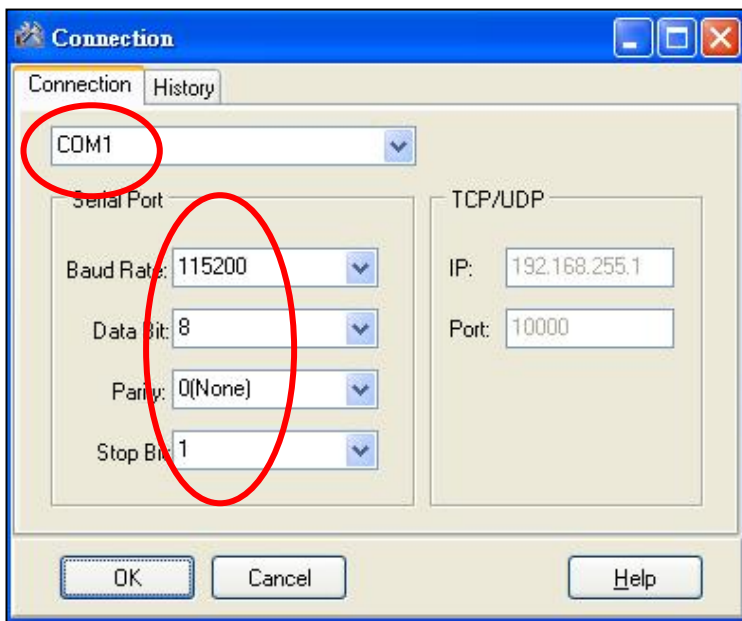 Connection
Connection History
COM1
Serial Port
Baud Rate: 115200
Data Bit: 8
Parity: 0(None)
Stop Bit 1
TCP/UDP
IP: 192.168.255.1
Port: 10000
OK Cancel Help